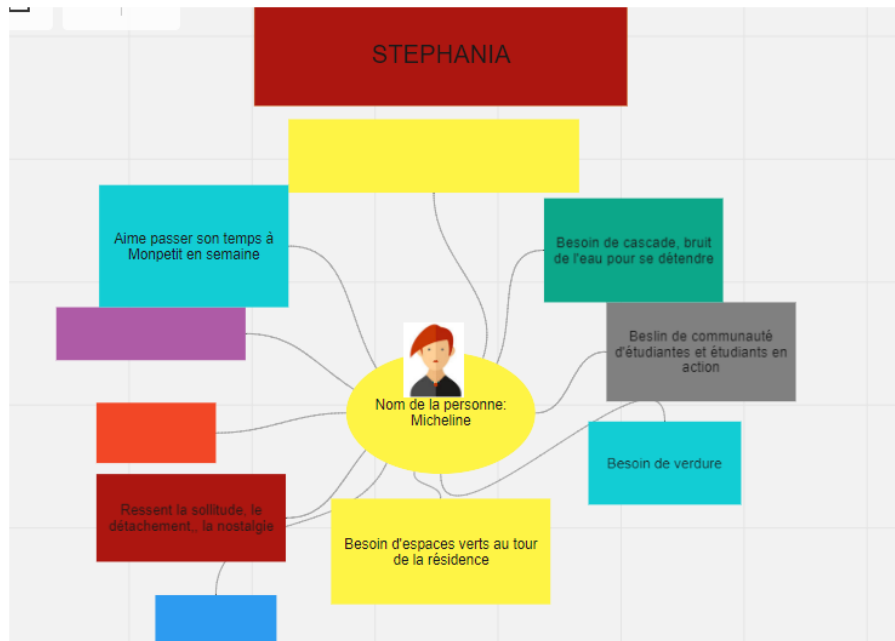 STEPHANIA
Aime passer son temps à
Monpetit en semaine
Besoin de cascade, bruit
de l'eau pour se détendre
Beslin de communauté
d'étudiantes et étudiants en
action
Nom de la personne:
Micheline
Besoin de verdure
Ressent la sollitude, le
détachement,, la nostalgie
Besoin d'espaces verts au tour
de la résidence